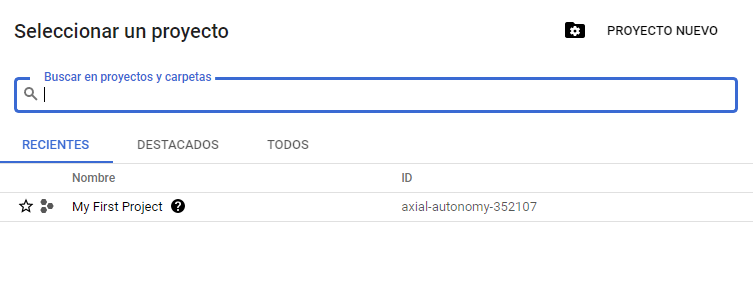 Seleccionar un proyecto
PROYECTO NUEVO
Buscar en proyectos y carpetas
RECIENTES DESTACADOS TODOS
Nombre ID
My First Project ? axial-autonomy-352107